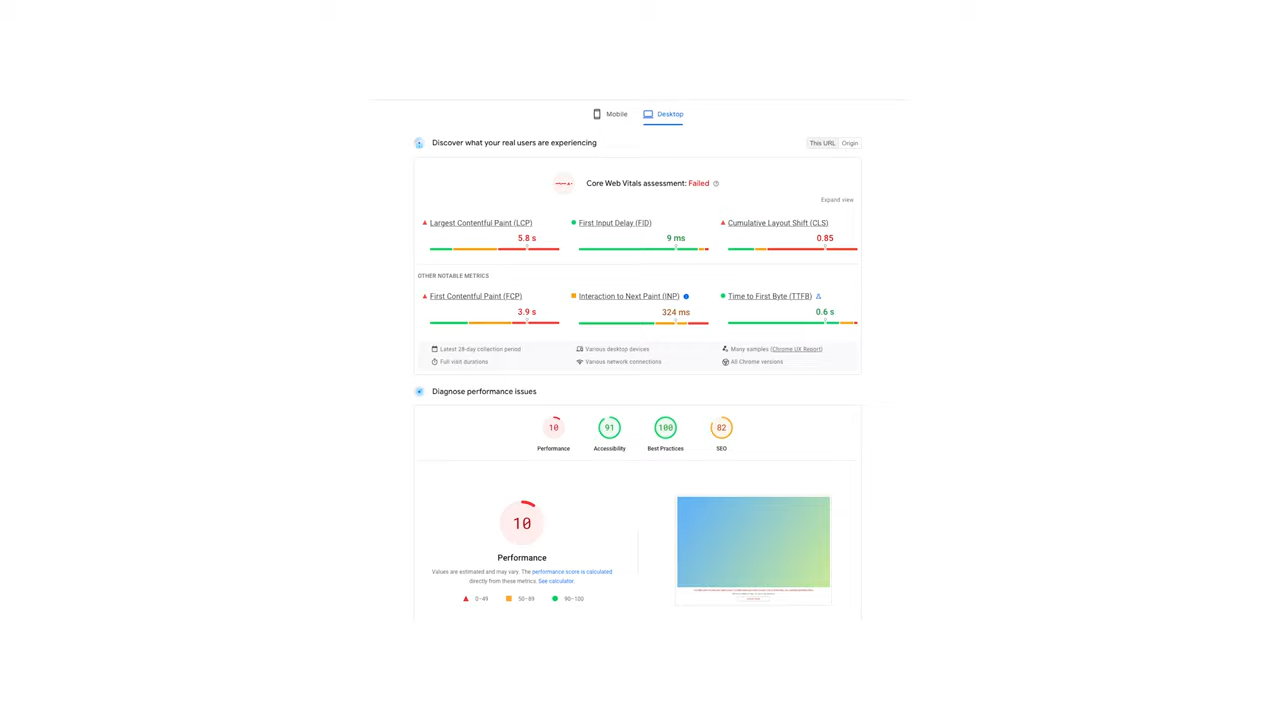 Mobile Desktop
Discover what your real users are experiencing This URL Origin
Core Web Vitals assessment: Failed
Expand view
Largest Contentful Paint (LCP) First Input Delay (FID) Cumulative Layout Shift (CLS)
5.8 s 9 ms 0.85
OTHER NOTABLE METRICS
First Contentful Paint (FCP) Interaction to Next Paint (INP) Time to First Byte (TTFB)
3.9 s 324 ms 0.6 s
Latest 28-day collection period Various desktop devices Many samples (Chrome UX Report)
Full visit durations Various network connections All Chrome versions
Diagnose performance issues
10 91 100 82
Performance Accessibility Best Practices SEO
10
Performance
Values are estimated and may vary. The performance score is calculated
directly from these metrics. See calculator.
0–49 50–89 90–100